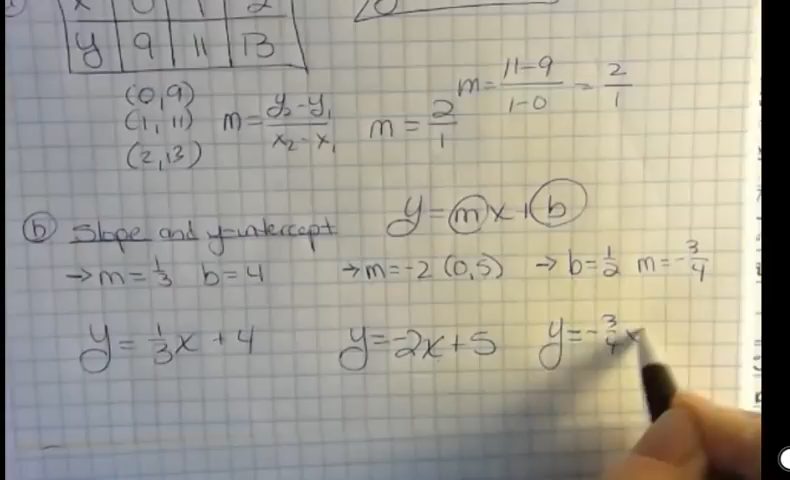 y 9 11 13
(0,9)
(1,11)
(2,13)
m = y₂-y₁ / x₂-x₁
m = 2/1
m = 11-9 / 1-0 = 2/1
b slope and y-intercept
y = mx + b
→ m = 1/3 b = 4
→ m = -2 (0,5)
→ b = 1/2 m = -3/4
y = 1/3x + 4
y = -2x + 5
y = -3/4x